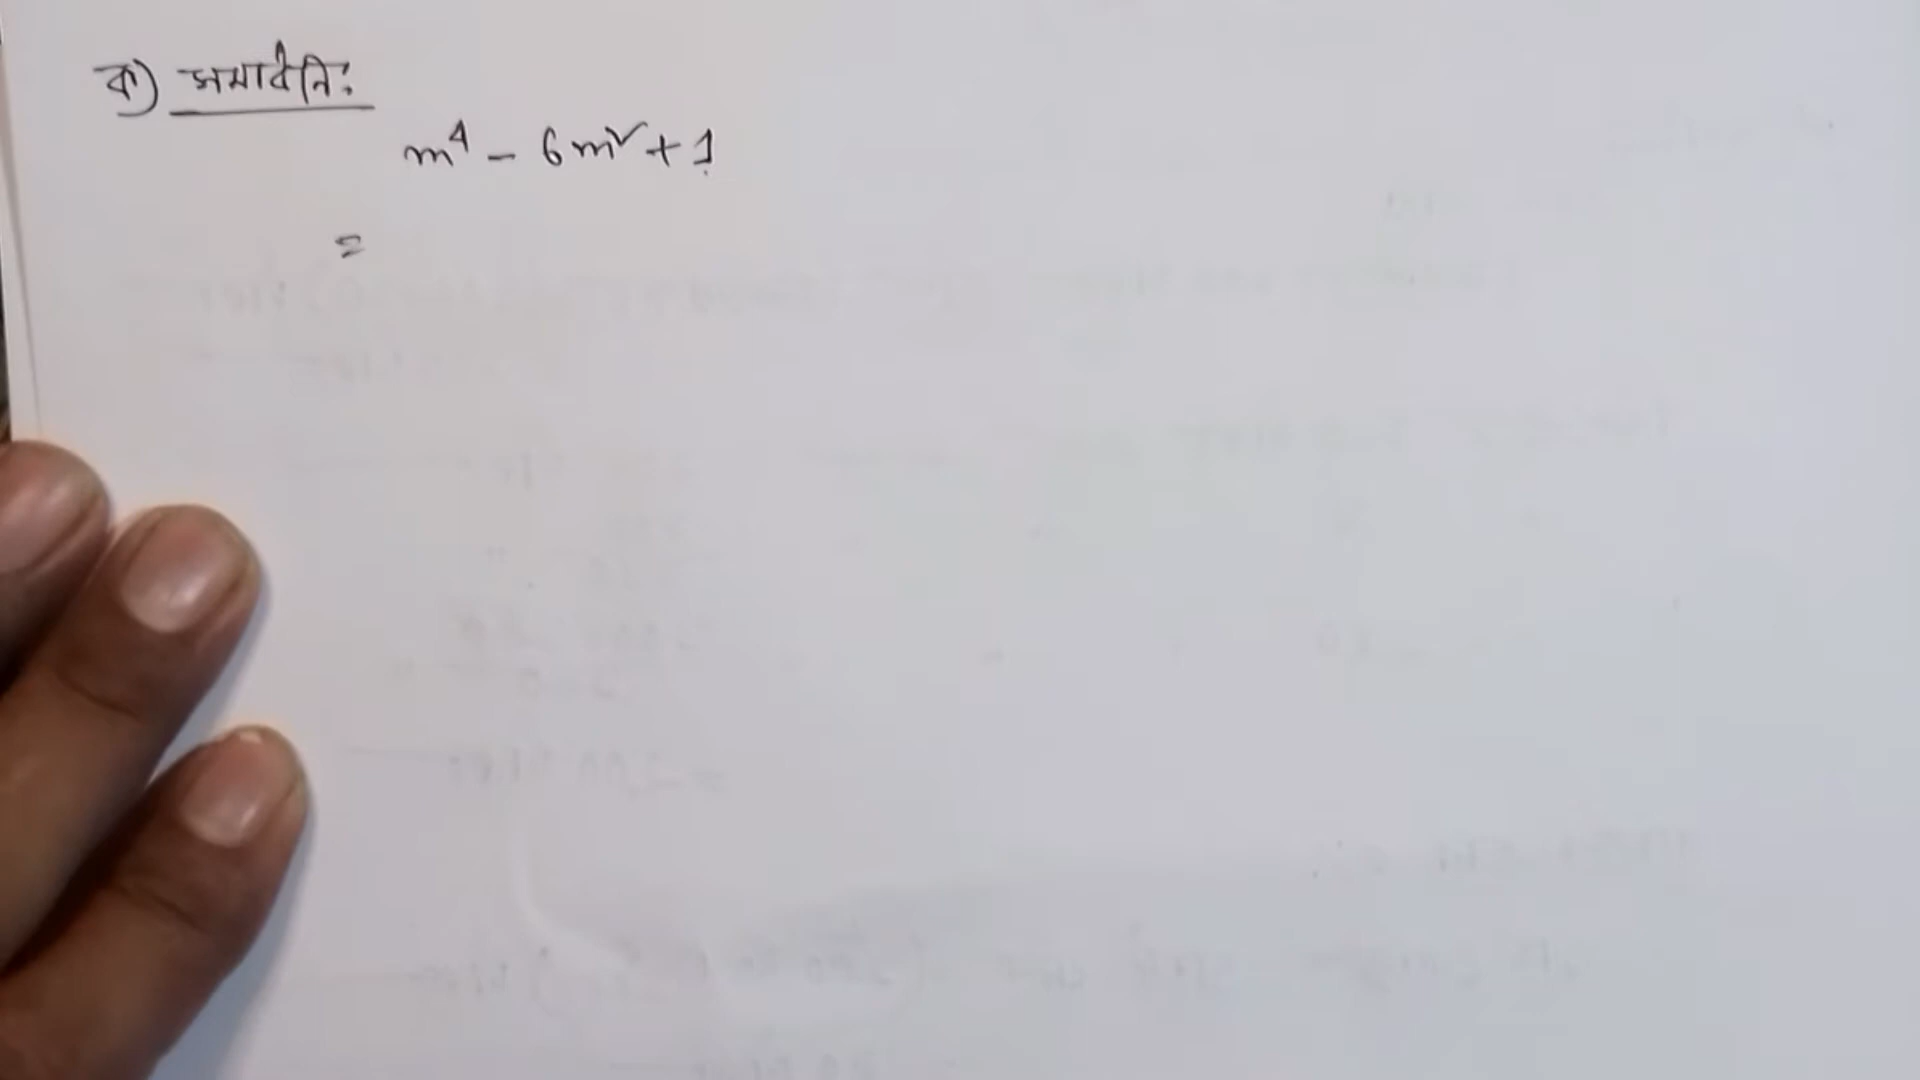 ক) সমাধান:
m⁴ - 6m² + 1
=